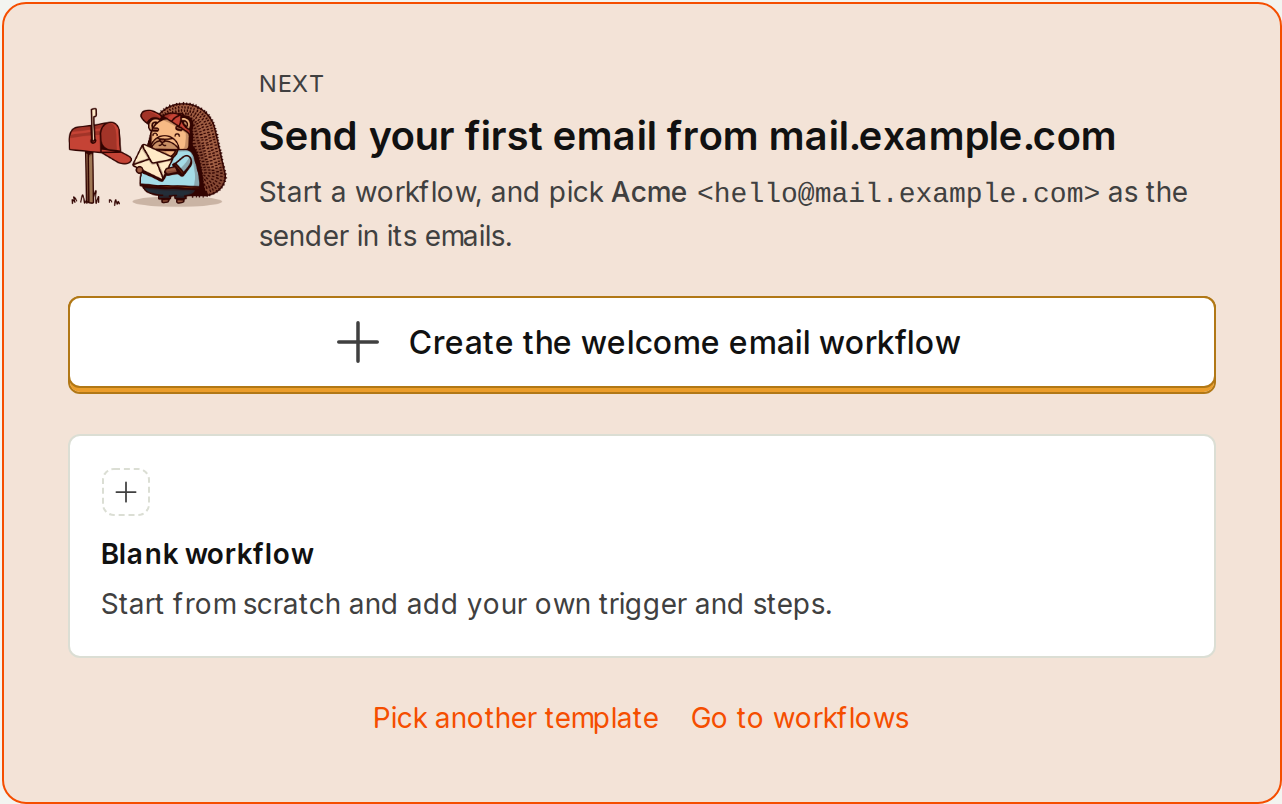 NEXT
Send your first email from mail.example.com
Start a workflow, and pick Acme <hello@mail.example.com> as the
sender in its emails.
Create the welcome email workflow
Blank workflow
Start from scratch and add your own trigger and steps.
Pick another template Go to workflows